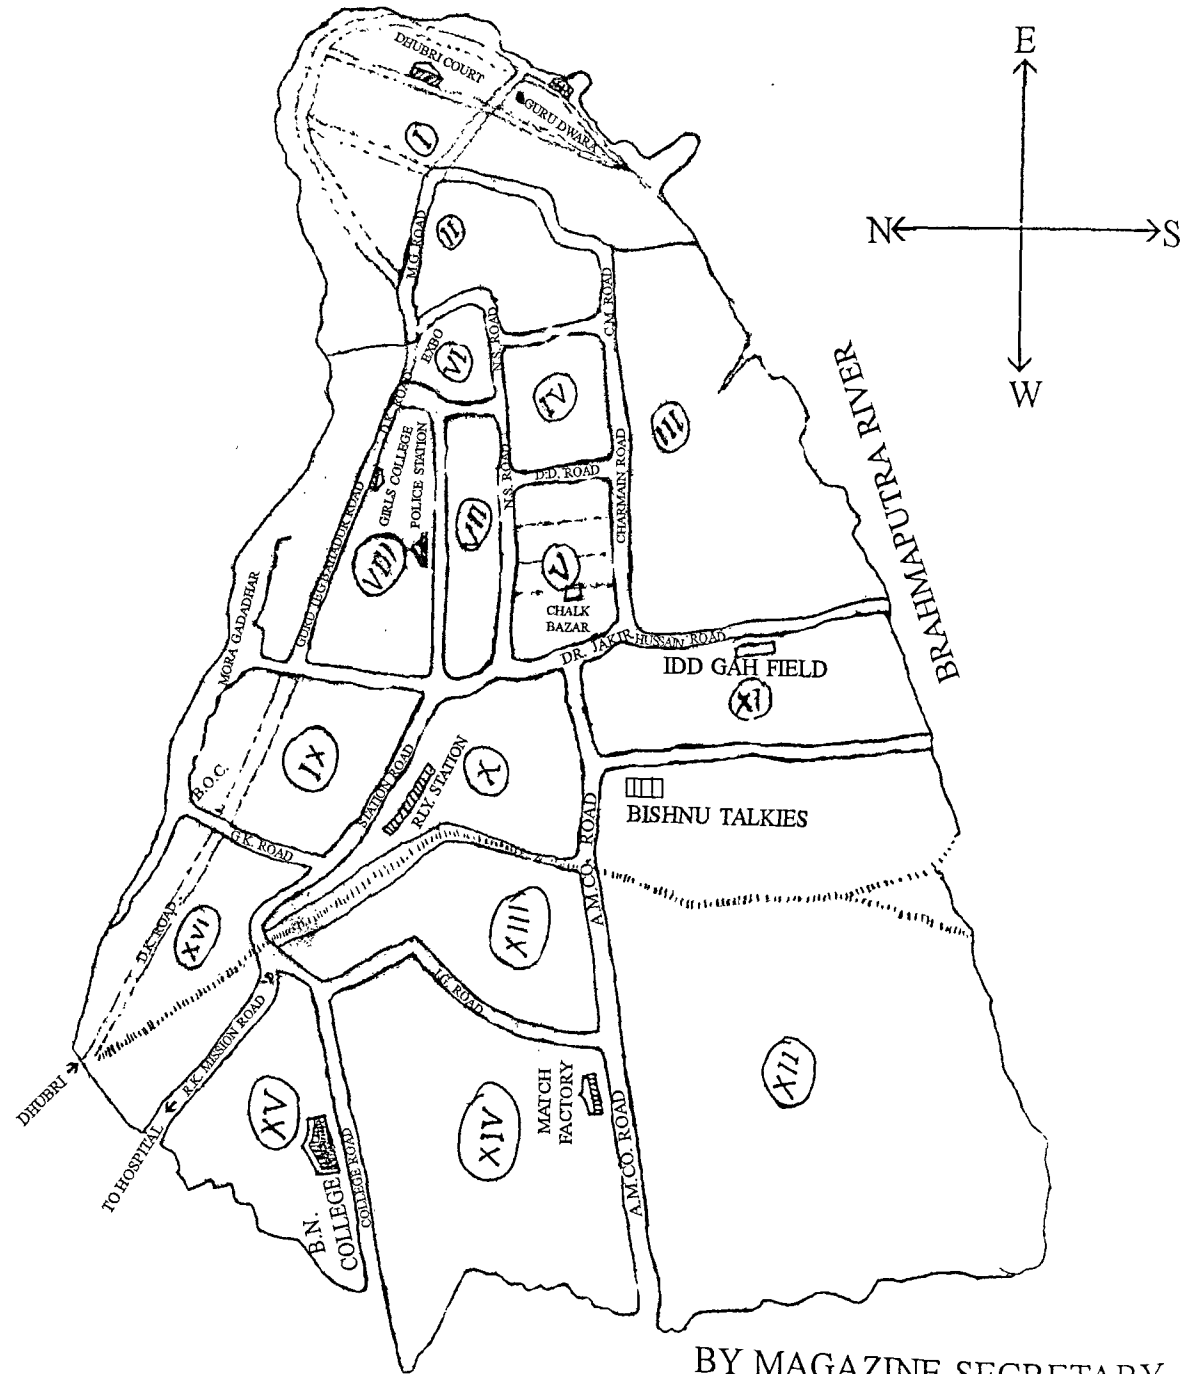 E
N
S
W
DHUBRI COURT
GURU DWARA
I
M.G. ROAD
II
C.M. ROAD
EXBO
N.S. ROAD
VI
IV
III
D.K. ROAD
GIRLS COLLEGE
POLICE STATION
N.S. ROAD
D.D. ROAD
CHARMAIN ROAD
BRAHMAPUTRA RIVER
GURU TEGBAHADUR ROAD
VIII
VII
V
CHALK
BAZAR
MORA GADADHAR
DR. JAKIR HUSSAIN ROAD
IDD GAH FIELD
XI
B.O.C.
IX
STATION ROAD
RLY. STATION
X
BISHNU TALKIES
G.K. ROAD
A.M.CO. ROAD
D.K. ROAD
XVI
XIII
I.G. ROAD
R.K. MISSION ROAD
DHUBRI
TO HOSPITAL
XV
XIV
MATCH
FACTORY
XII
A.M.CO. ROAD
B.N.
COLLEGE
COLLEGE ROAD
BY MAGAZINE SECRETARY